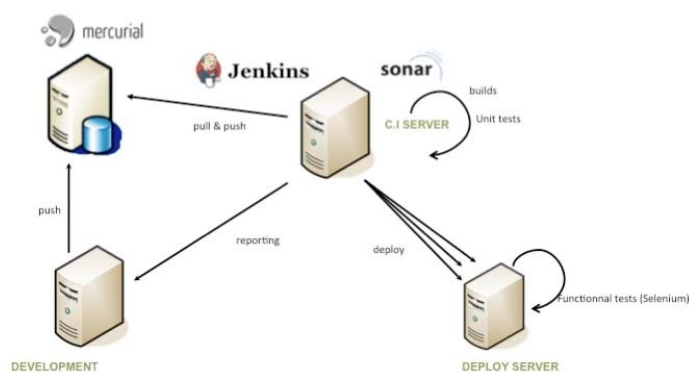 mercurial
Jenkins
sonar
builds
C.I SERVER
Unit tests
pull & push
push
reporting
deploy
Functionnal tests (Selenium)
DEVELOPMENT
DEPLOY SERVER